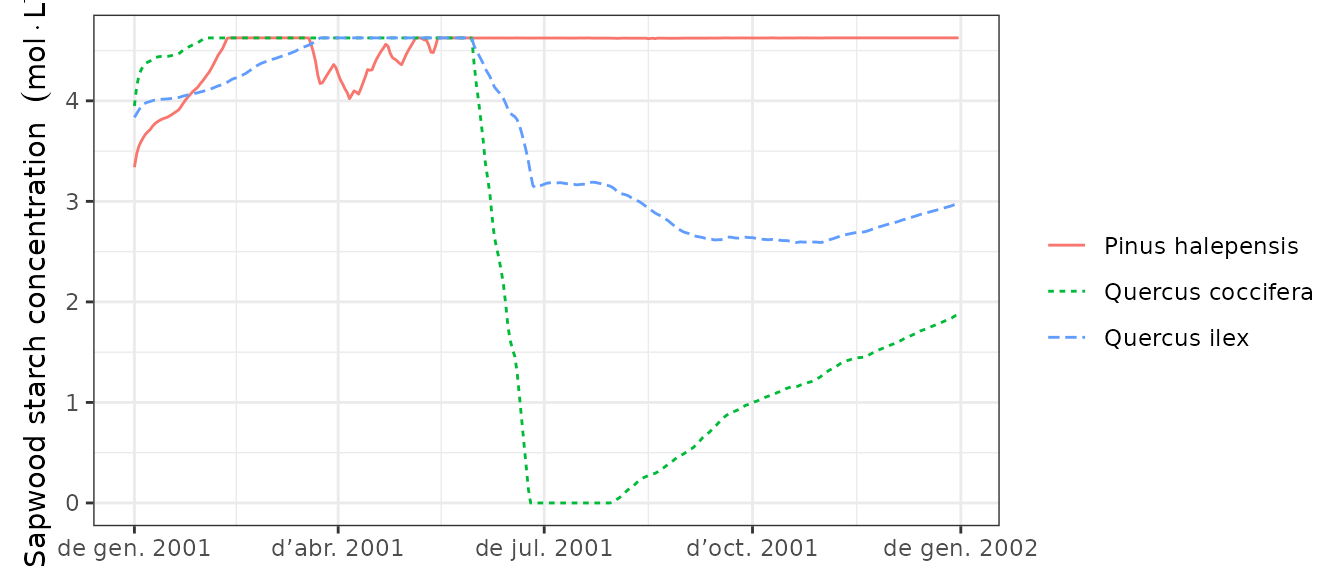 Sapwood starch concentration (mol·L
4
3
2
1
0
de gen. 2001
d’abr. 2001
de jul. 2001
d’oct. 2001
de gen. 2002
Pinus halepensis
Quercus coccifera
Quercus ilex